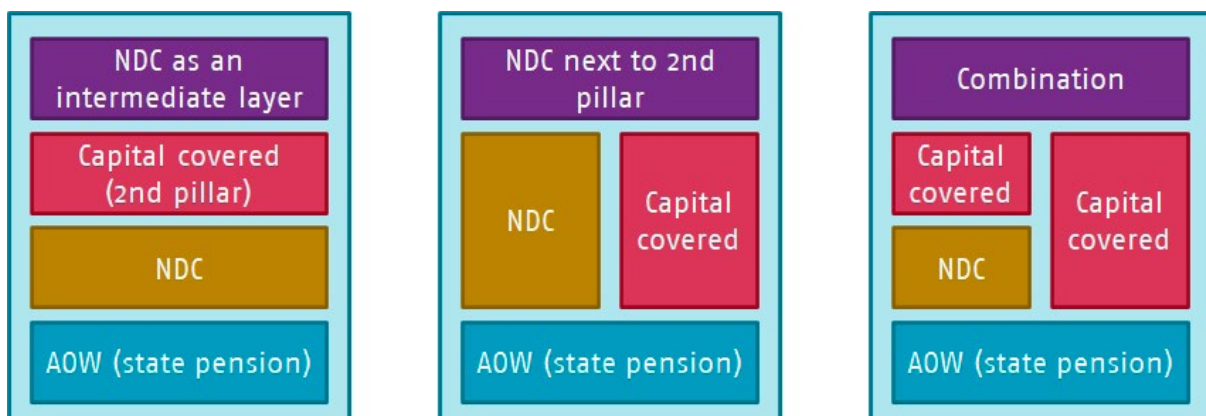 NDC as an
intermediate layer
Capital covered
(2nd pillar)
NDC
AOW (state pension)
NDC next to 2nd
pillar
NDC
Capital
covered
AOW (state pension)
Combination
Capital
covered
NDC
Capital
covered
AOW (state pension)